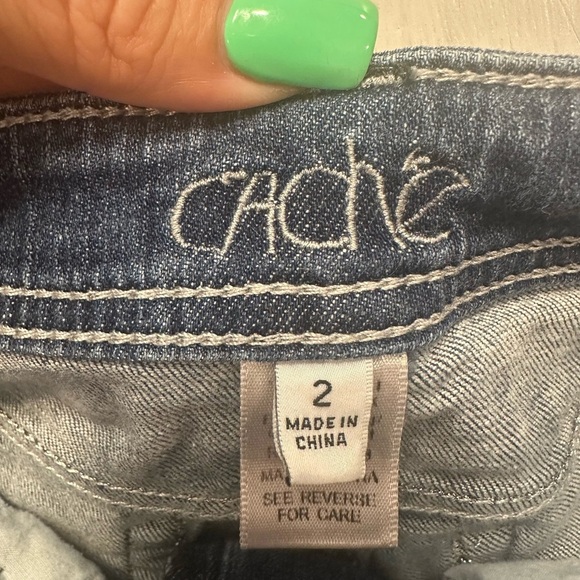 caché
2
MADE IN
CHINA
SEE REVERSE
FOR CARE